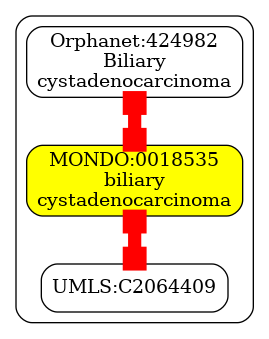 Orphanet:424982
Biliary
cystadenocarcinoma
MONDO:0018535
biliary
cystadenocarcinoma
UMLS:C2064409